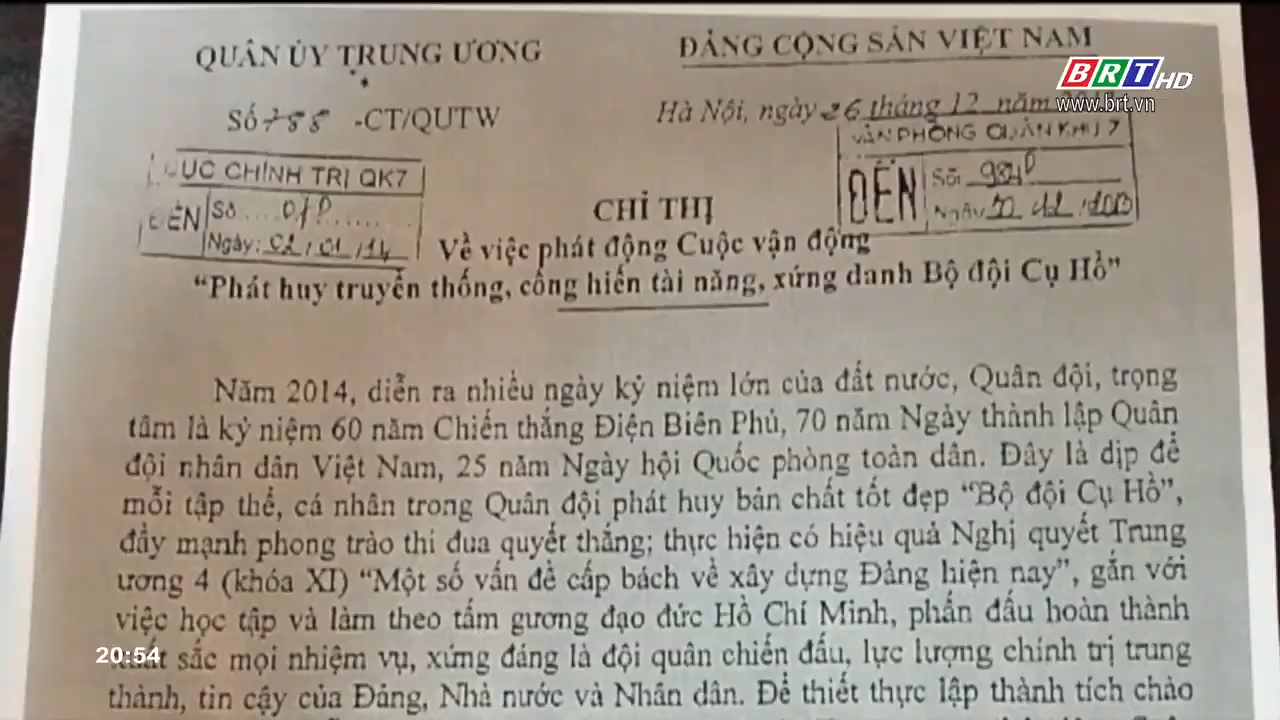 QUÂN ỦY TRUNG ƯƠNG
ĐẢNG CỘNG SẢN VIỆT NAM
BRT HD
www.brt.vn
Số 788 -CT/QUTW
Hà Nội, ngày 26 tháng 12 năm
CỤC CHÍNH TRỊ QK7
ĐẾN
Số
Ngày: 02/01/14
VĂN PHÒNG QUÂN KHU 7
ĐẾN
Số:
Ngày
CHỈ THỊ
Về việc phát động Cuộc vận động
“Phát huy truyền thống, cống hiến tài năng, xứng danh Bộ đội Cụ Hồ”
Năm 2014, diễn ra nhiều ngày kỷ niệm lớn của đất nước, Quân đội, trọng
tâm là kỷ niệm 60 năm Chiến thắng Điện Biên Phủ, 70 năm Ngày thành lập Quân
đội nhân dân Việt Nam, 25 năm Ngày hội Quốc phòng toàn dân. Đây là dịp để
mỗi tập thể, cá nhân trong Quân đội phát huy bản chất tốt đẹp “Bộ đội Cụ Hồ”,
đẩy mạnh phong trào thi đua quyết thắng; thực hiện có hiệu quả Nghị quyết Trung
ương 4 (khóa XI) “Một số vấn đề cấp bách về xây dựng Đảng hiện nay”, gắn với
việc học tập và làm theo tấm gương đạo đức Hồ Chí Minh, phấn đấu hoàn thành
20:54
xuất sắc mọi nhiệm vụ, xứng đáng là đội quân chiến đấu, lực lượng chính trị trung
thành, tin cậy của Đảng, Nhà nước và Nhân dân. Để thiết thực lập thành tích chào